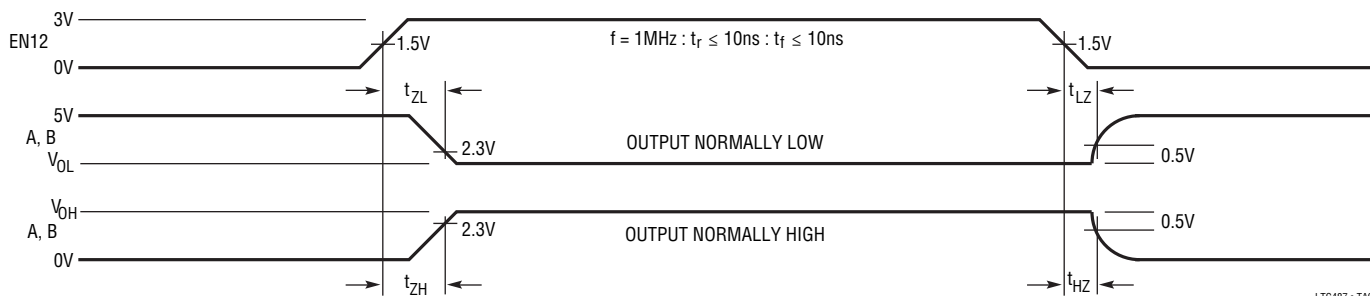 3V
EN12
1.5V
f = 1MHz : tr ≤ 10ns : tf ≤ 10ns
1.5V
0V
tZL
tLZ
5V
A, B
2.3V
OUTPUT NORMALLY LOW
0.5V
VOL
VOH
A, B
2.3V
OUTPUT NORMALLY HIGH
0.5V
0V
tZH
tHZ